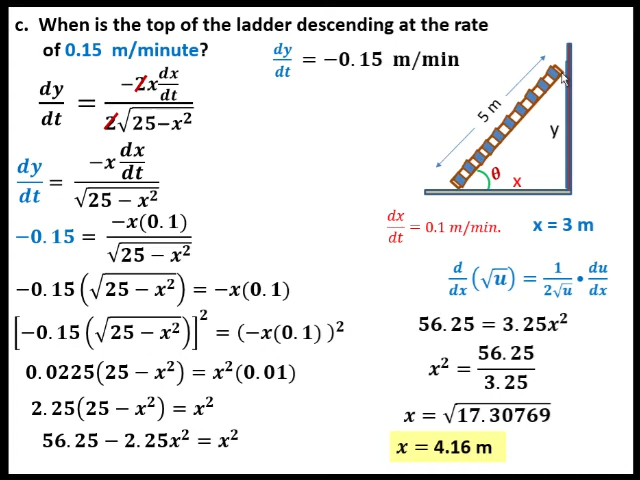 c. When is the top of the ladder descending at the rate
of 0.15 m/minute?
dy/dt = −0.15 m/min
dy/dt = −2x dx/dt / 2√25−x²
dy/dt = −x dx/dt / √25 − x²
−0.15 = −x(0.1) / √25 − x²
−0.15(√25 − x²) = −x(0.1)
[−0.15(√25 − x²)]² = (−x(0.1) )²
0.0225(25 − x²) = x²(0.01)
2.25(25 − x²) = x²
56.25 − 2.25x² = x²
5 m
y
θ
x
dx/dt = 0.1 m/min.
x = 3 m
d/dx (√u) = 1/2√u • du/dx
56.25 = 3.25x²
x² = 56.25 / 3.25
x = √17.30769
x = 4.16 m